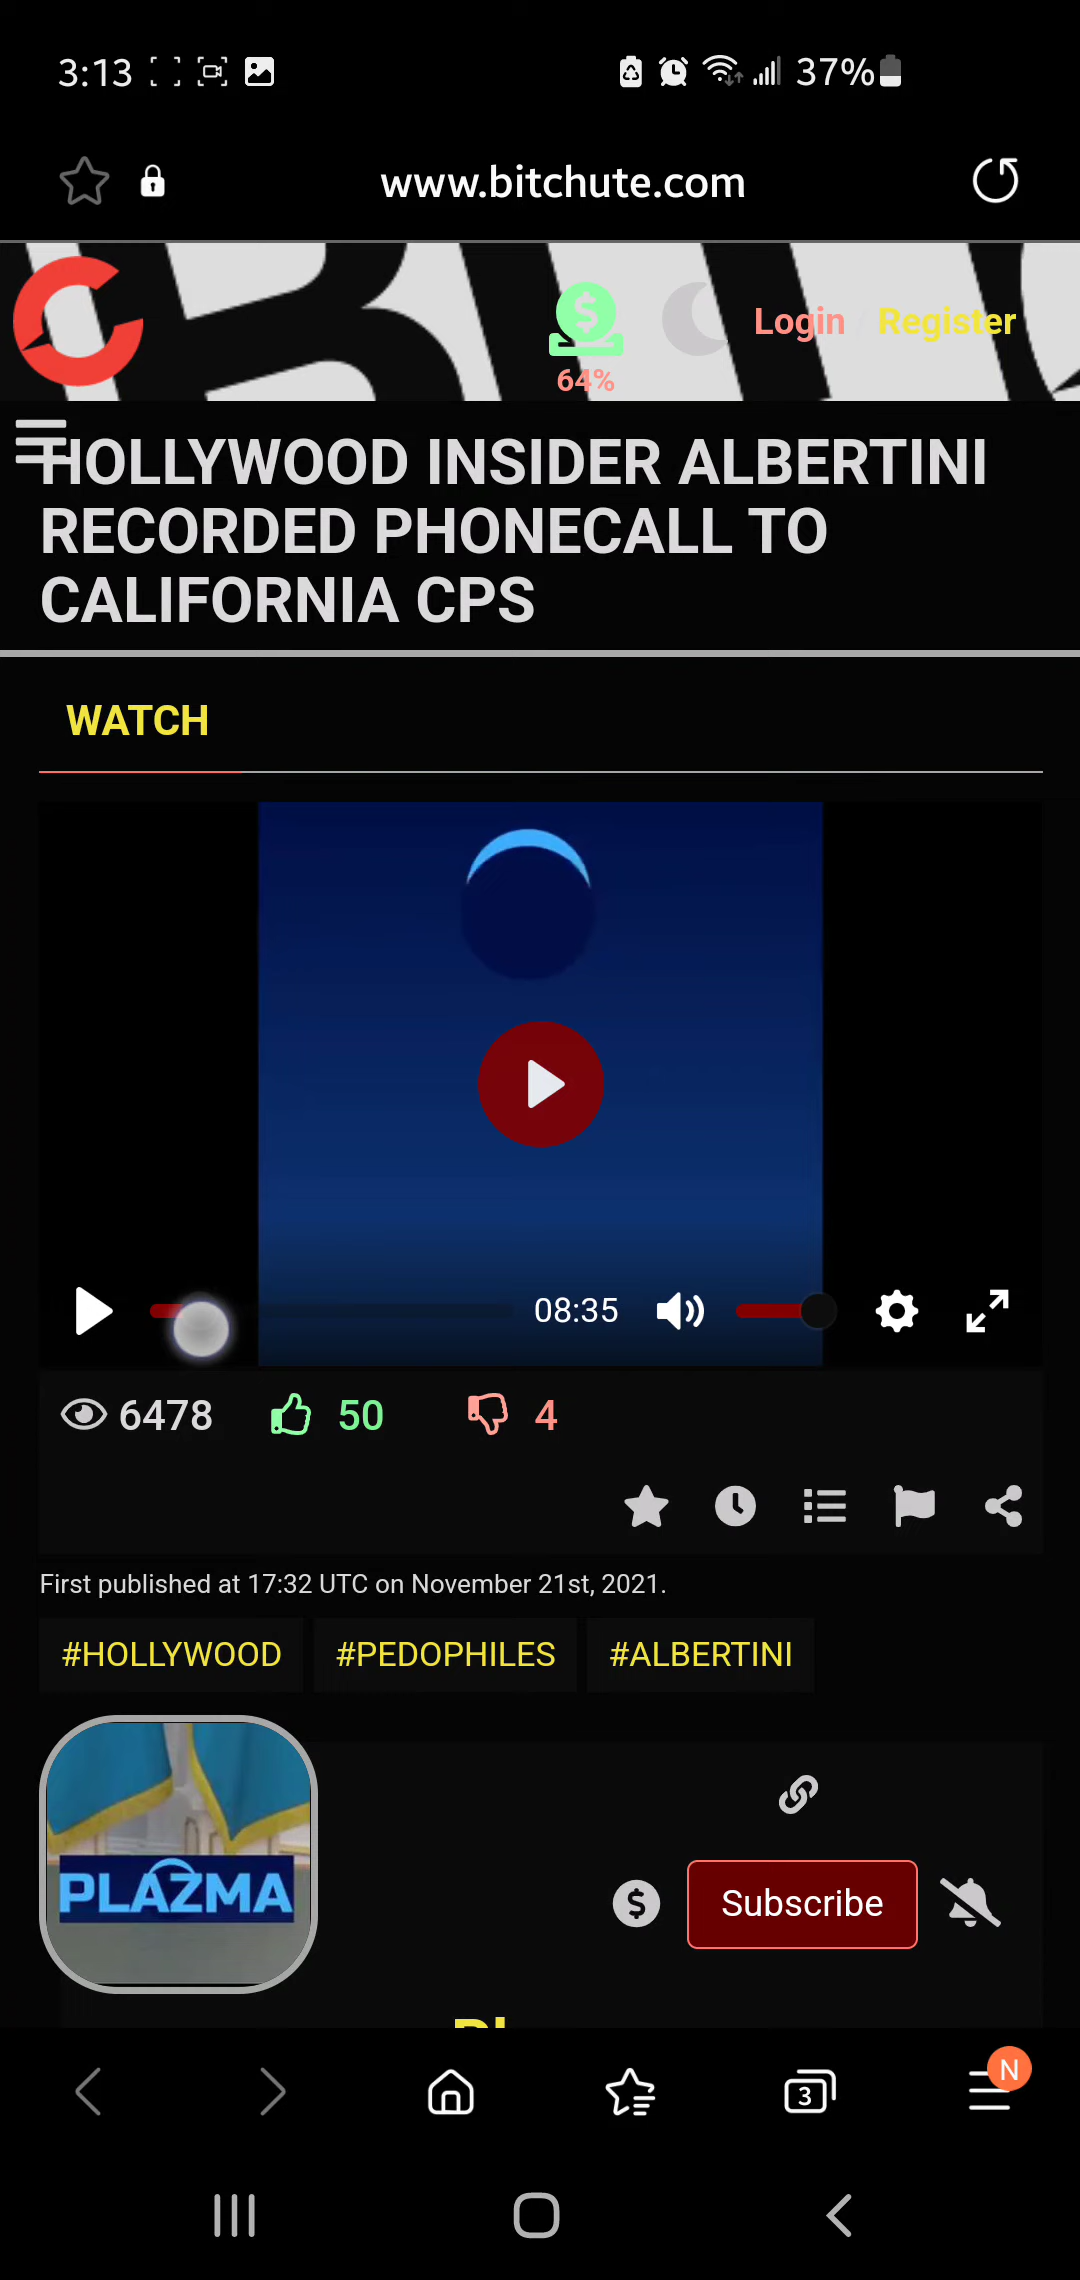 3:13
37%
www.bitchute.com
Login Register
64%
HOLLYWOOD INSIDER ALBERTINI
RECORDED PHONECALL TO
CALIFORNIA CPS
WATCH
08:35
6478 50 4
First published at 17:32 UTC on November 21st, 2021.
#HOLLYWOOD #PEDOPHILES #ALBERTINI
PLAZMA
Subscribe
N
3